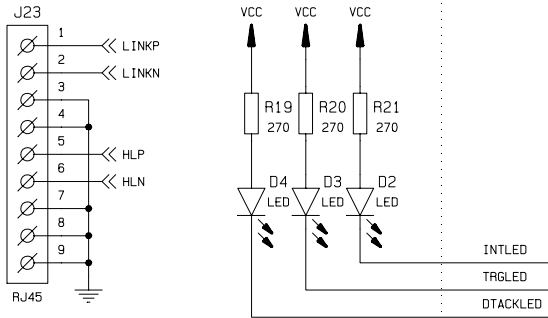 J23
1
LINKP
2
LINKN
3
4
5
HLP
6
HLN
7
8
9
RJ45
VCC VCC VCC
R19 R20 R21
270 270 270
D4 D3 D2
LED LED LED
INTLED
TRGLED
DTACKLED